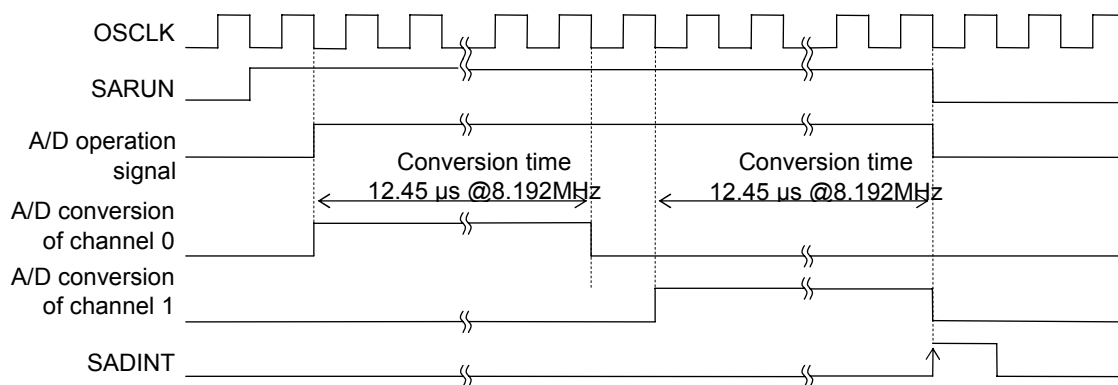 OSCLK
SARUN
A/D operation
signal
Conversion time
12.45 µs @8.192MHz
Conversion time
12.45 µs @8.192MHz
A/D conversion
of channel 0
A/D conversion
of channel 1
SADINT